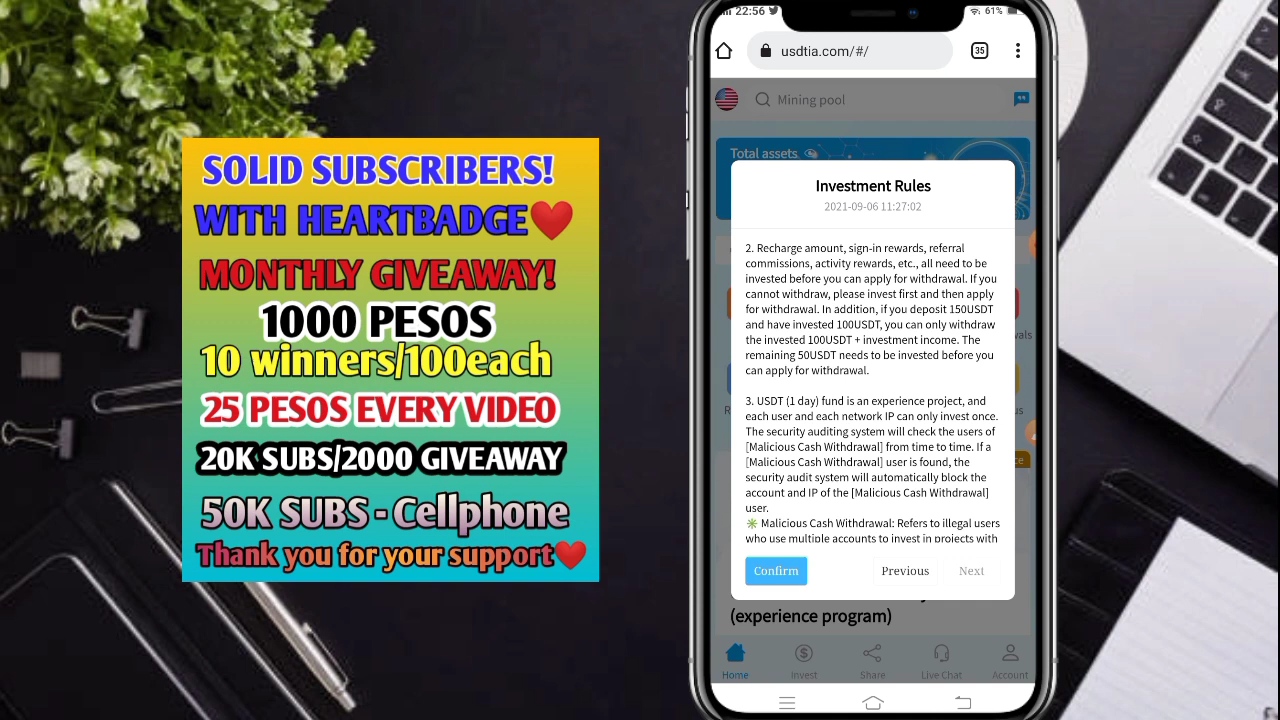 SOLID SUBSCRIBERS!
WITH HEARTBADGE❤️
MONTHLY GIVEAWAY!
1000 PESOS
10 winners/100each
25 PESOS EVERY VIDEO
20K SUBS/2000 GIVEAWAY
50K SUBS - Cellphone
Thank you for your support❤️
22:56
61%
usdtia.com/#/
35
Mining pool
Total assets
Investment Rules
2021-09-06 11:27:02
2. Recharge amount, sign-in rewards, referral
commissions, activity rewards, etc., all need to be
invested before you can apply for withdrawal. If you
cannot withdraw, please invest first and then apply
for withdrawal. In addition, if you deposit 150USDT
and have invested 100USDT, you can only withdraw
the invested 100USDT + investment income. The
remaining 50USDT needs to be invested before you
can apply for withdrawal.
3. USDT (1 day) fund is an experience project, and
each user and each network IP can only invest once.
The security auditing system will check the users of
[Malicious Cash Withdrawal] from time to time. If a
[Malicious Cash Withdrawal] user is found, the
security audit system will automatically block the
account and IP of the [Malicious Cash Withdrawal]
user.
✳️ Malicious Cash Withdrawal: Refers to illegal users
who use multiple accounts to invest in projects with
Confirm
Previous
Next
(experience program)
Home
Invest
Share
Live Chat
Account